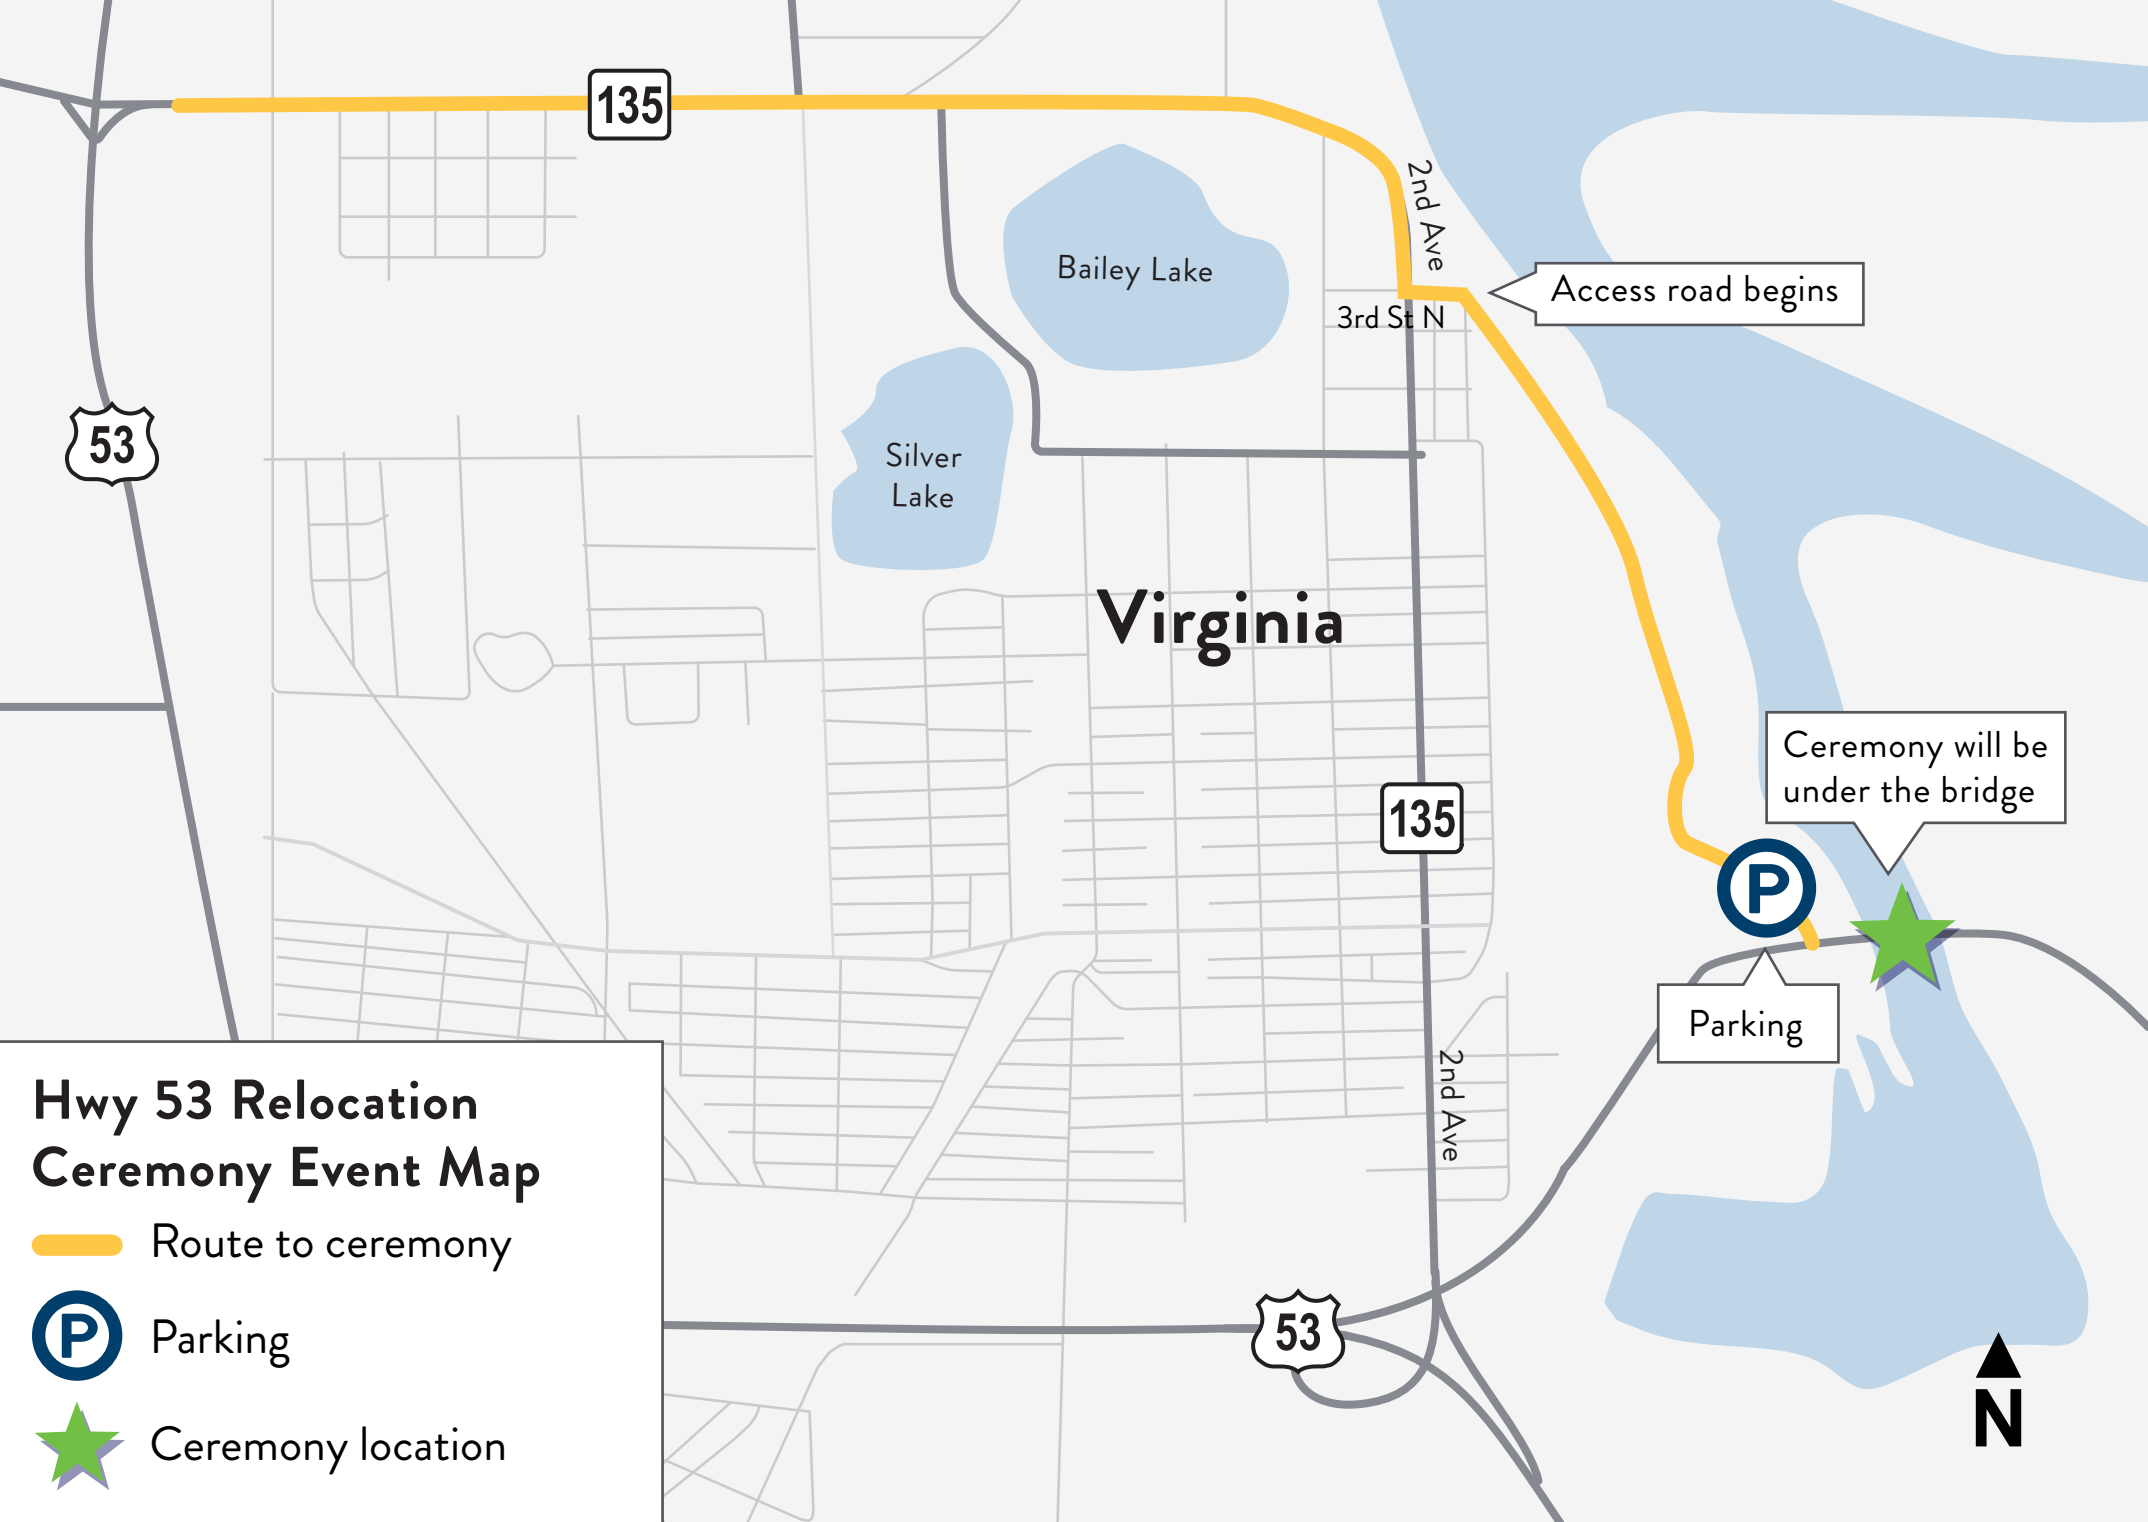 135
2nd Ave
Bailey Lake
Access road begins
3rd St N
53
Silver
Lake
Virginia
Ceremony will be
under the bridge
135
P
Parking
2nd Ave
53
Hwy 53 Relocation
Ceremony Event Map
Route to ceremony
P
Parking
Ceremony location
N